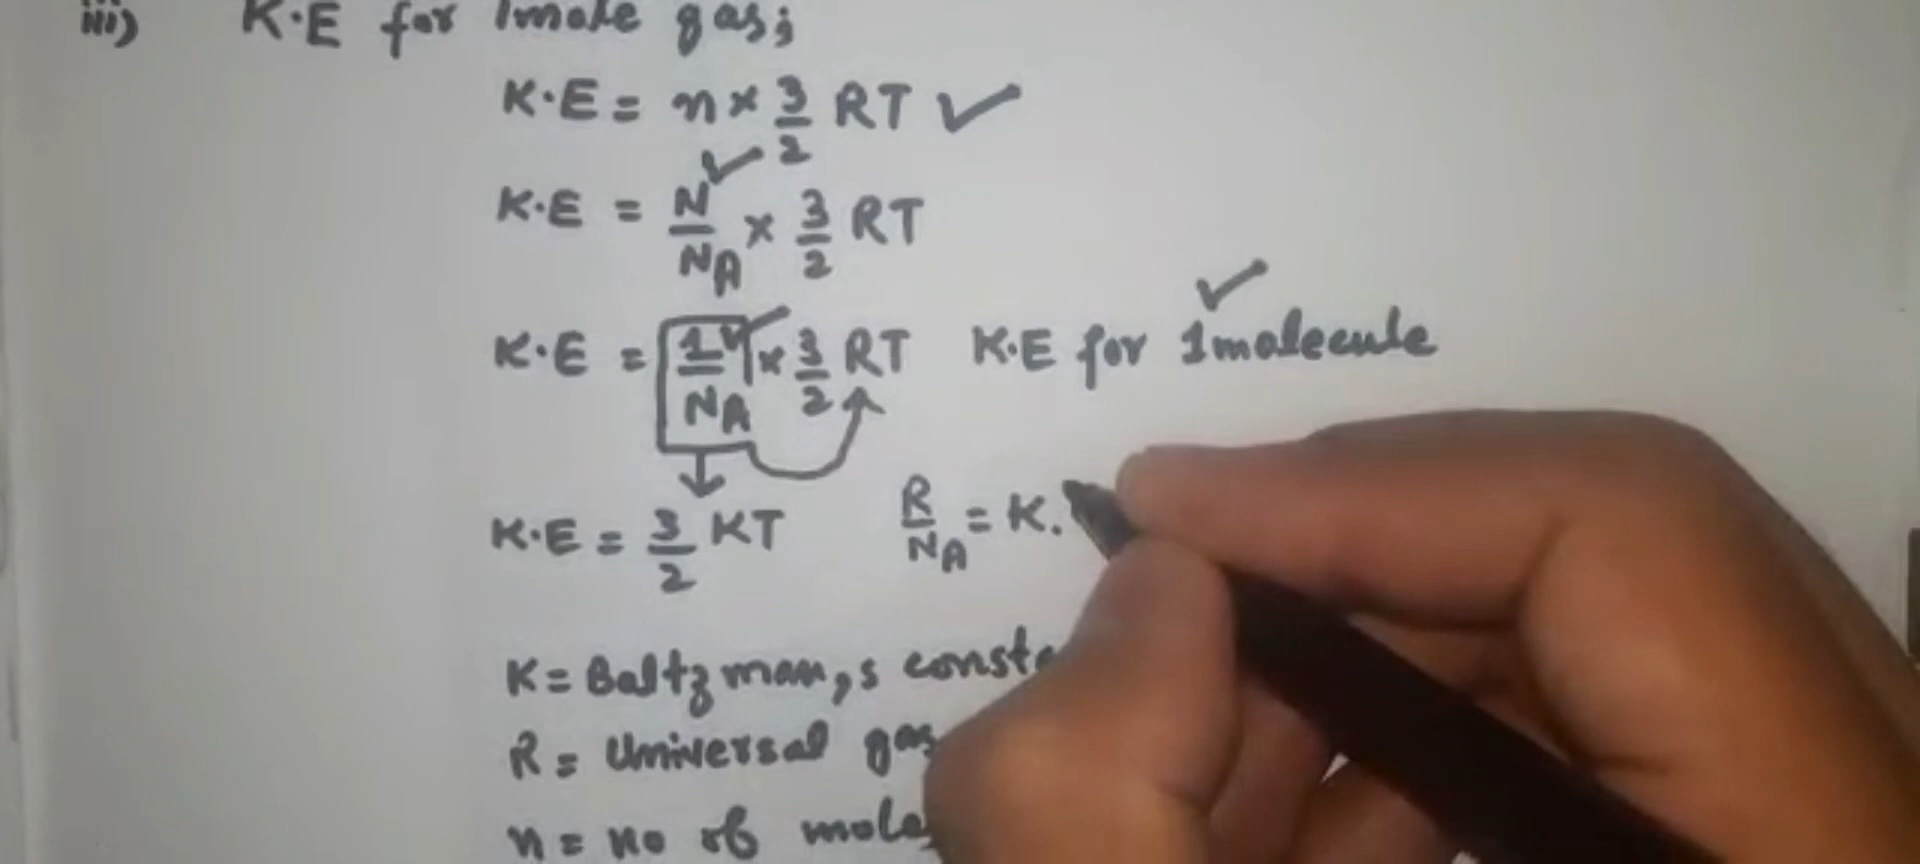 iii) K.E for 1mole gas;
K.E = n × 3/2 RT ✓
K.E = N/NA × 3/2 RT
K.E = 1/NA × 3/2 RT K.E for 1molecule
K.E = 3/2 KT R/NA = K.
K = Baltzman,s
R = Universal gas
n = no of